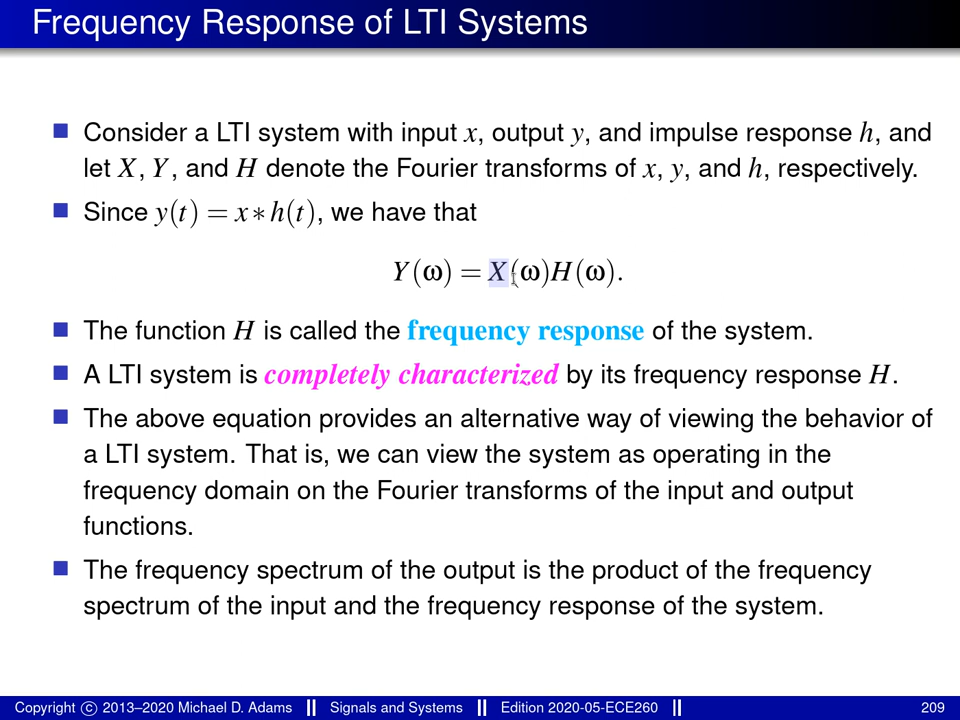 Frequency Response of LTI Systems
Consider a LTI system with input x, output y, and impulse response h, and
let X, Y, and H denote the Fourier transforms of x, y, and h, respectively.
Since y(t) = x ∗ h(t), we have that
Y(ω) = X(ω)H(ω).
The function H is called the frequency response of the system.
A LTI system is completely characterized by its frequency response H.
The above equation provides an alternative way of viewing the behavior of
a LTI system. That is, we can view the system as operating in the
frequency domain on the Fourier transforms of the input and output
functions.
The frequency spectrum of the output is the product of the frequency
spectrum of the input and the frequency response of the system.
Copyright © 2013–2020 Michael D. Adams Signals and Systems Edition 2020-05-ECE260 209